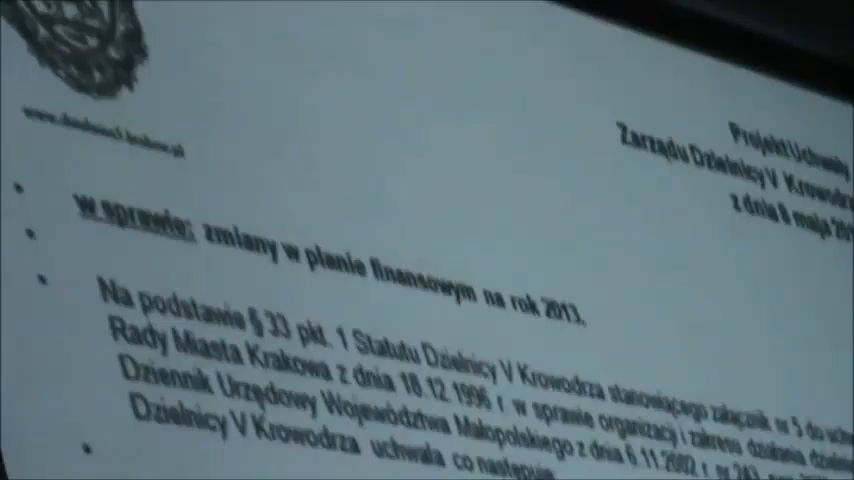 Projekt Uchwały
Zarządu Dzielnicy V Krowodrza
z dnia 8 maja
w sprawie: zmiany w planie finansowym na rok 2013.
Na podstawie § 33 pkt. 1 Statutu Dzielnicy V Krowodrza stanowiącego załącznik nr 5 do
Rady Miasta Krakowa z dnia 18.12.1996 r. w sprawie organizacji i zakresu działania
Dziennik Urzędowy Województwa Małopolskiego z dnia 6.11.2002 r. nr
Dzielnicy V Krowodrza uchwala co następuje